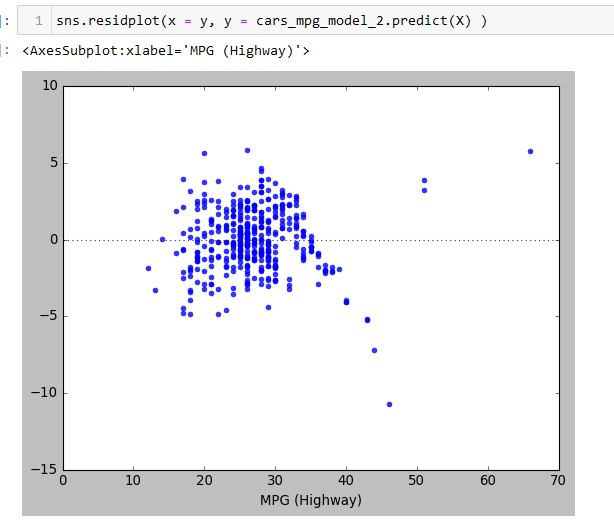 ]: 1 sns.residplot(x = y, y = cars_mpg_model_2.predict(X) )
]: <AxesSubplot:xlabel='MPG (Highway)'>
10
5
0
−5
−10
−15
0 10 20 30 40 50 60 70
MPG (Highway)